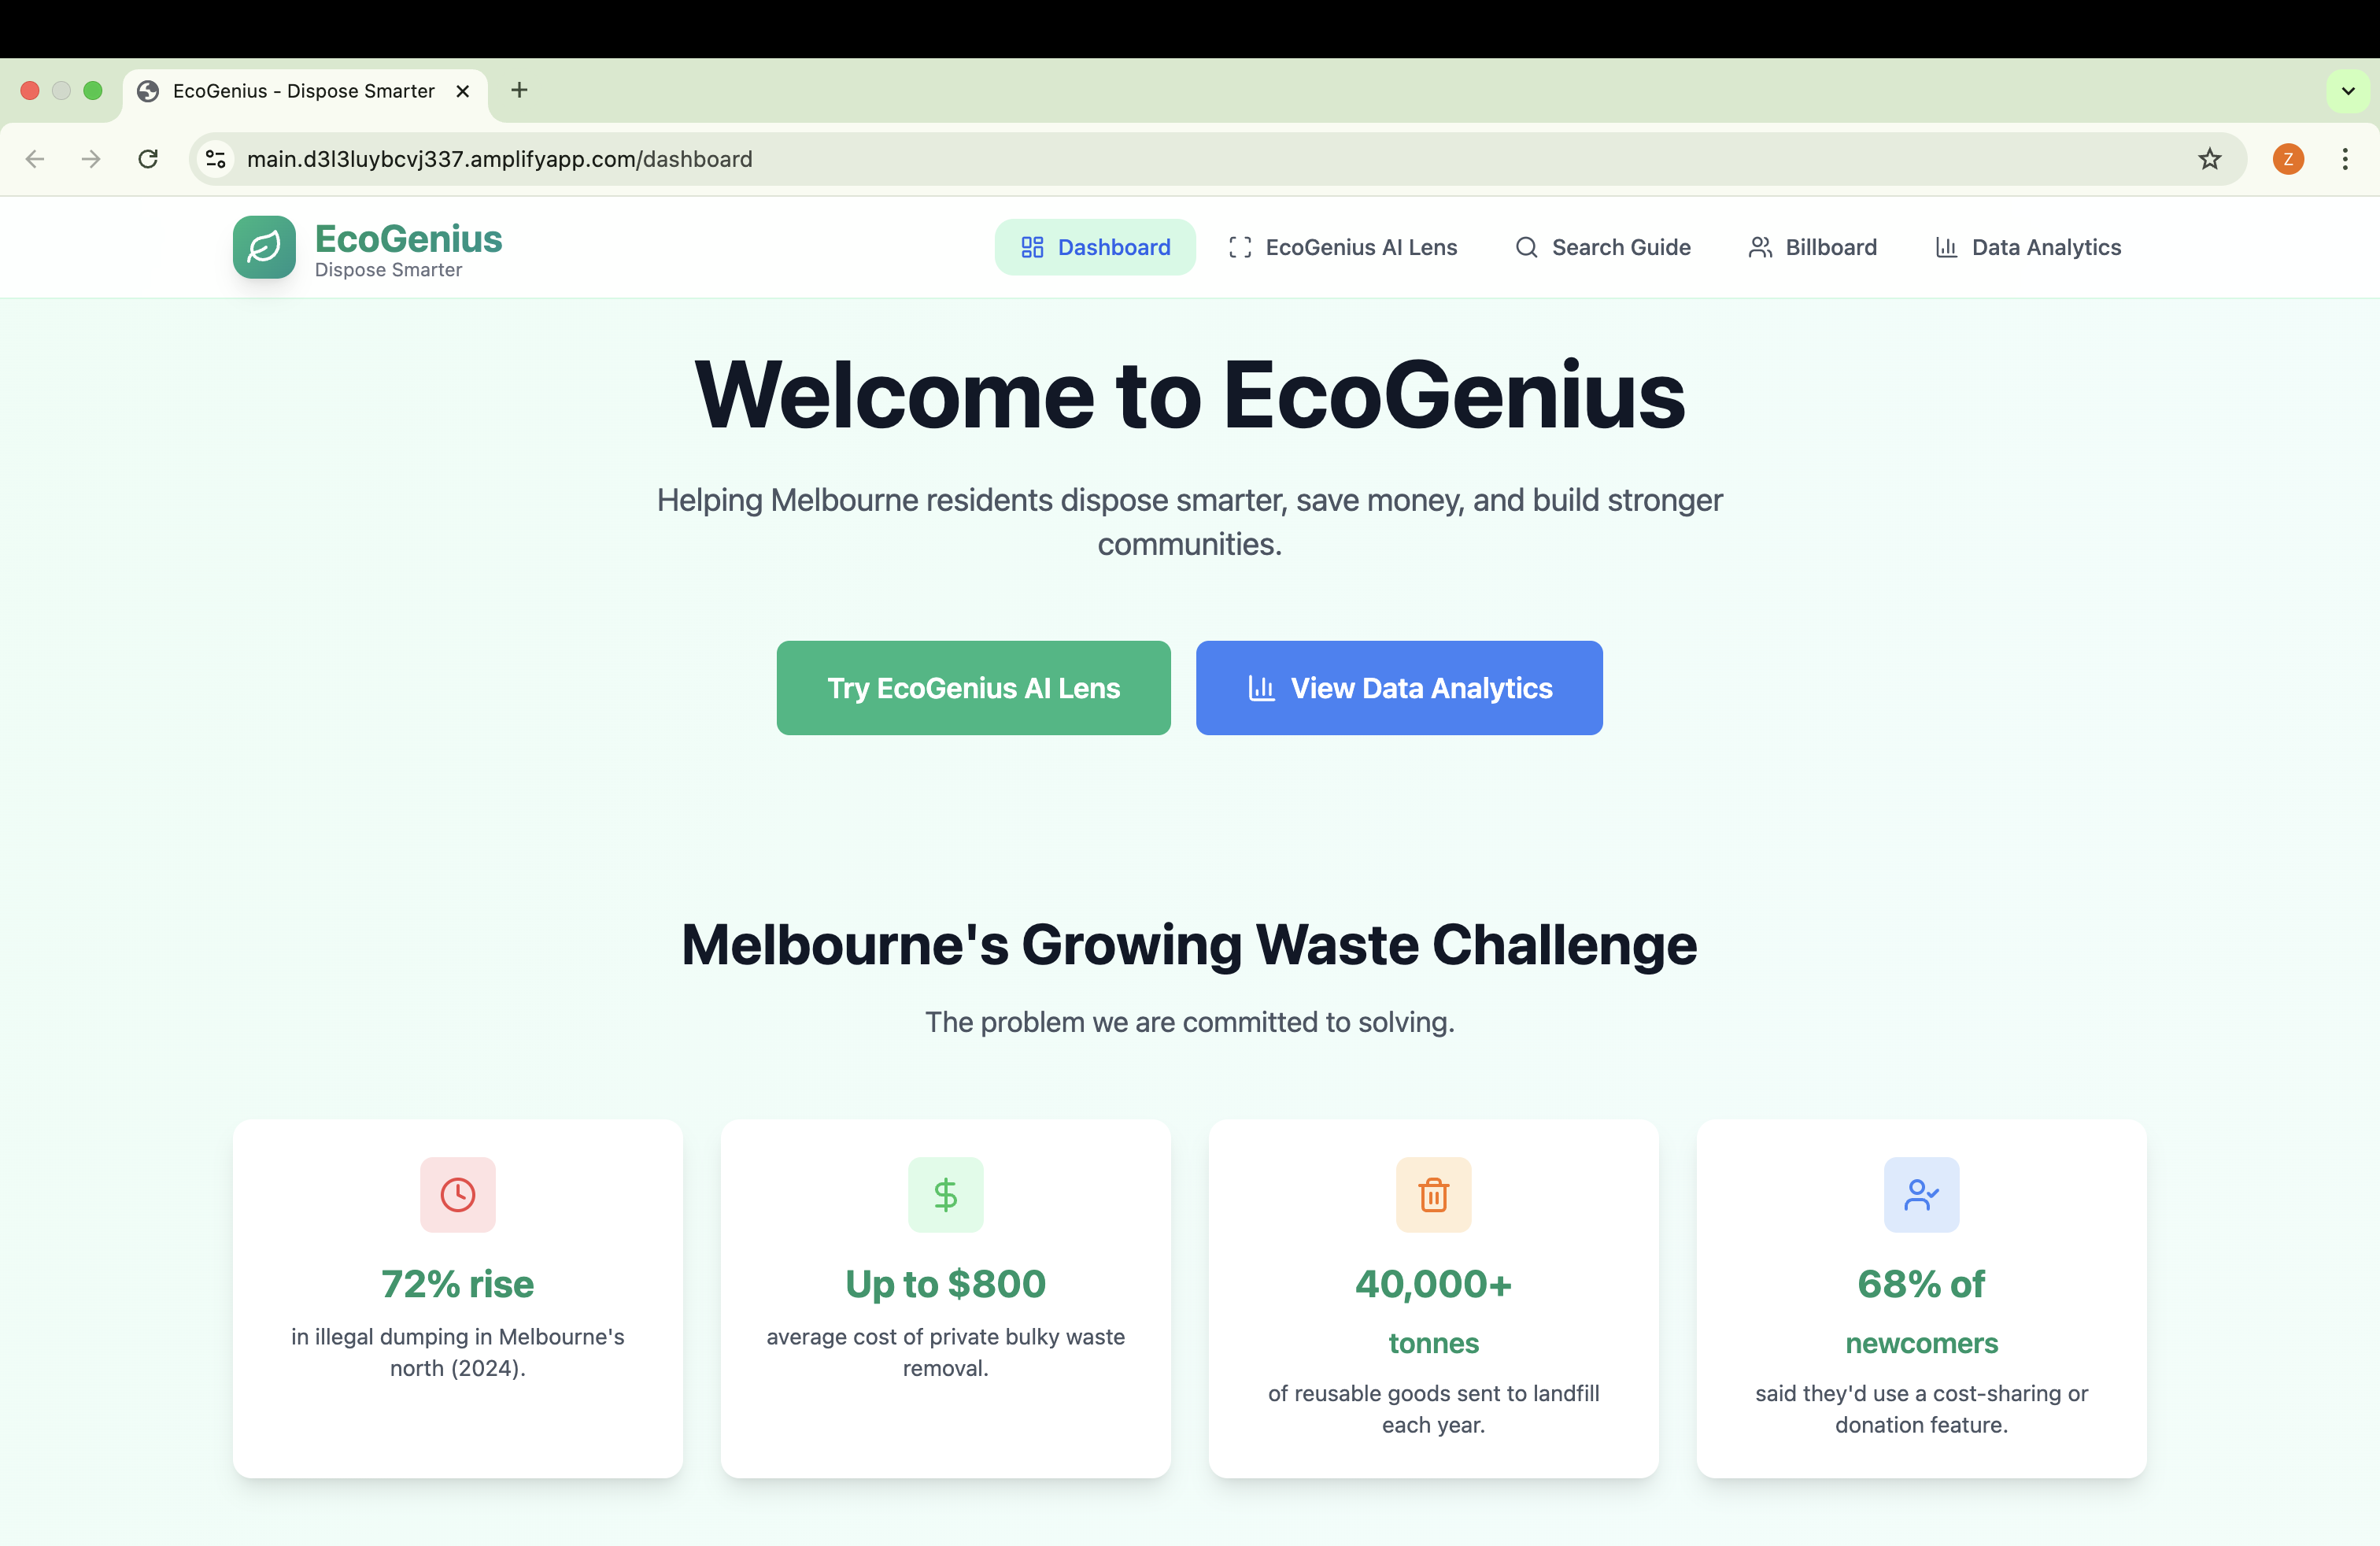 EcoGenius - Dispose Smarter
main.d3l3luybcvj337.amplifyapp.com/dashboard
Z
EcoGenius
Dispose Smarter
Dashboard
EcoGenius AI Lens
Search Guide
Billboard
Data Analytics
Welcome to EcoGenius
Helping Melbourne residents dispose smarter, save money, and build stronger
communities.
Try EcoGenius AI Lens
View Data Analytics
Melbourne's Growing Waste Challenge
The problem we are committed to solving.
72% rise
in illegal dumping in Melbourne's
north (2024).
Up to $800
average cost of private bulky waste
removal.
40,000+
tonnes
of reusable goods sent to landfill
each year.
68% of
newcomers
said they'd use a cost-sharing or
donation feature.